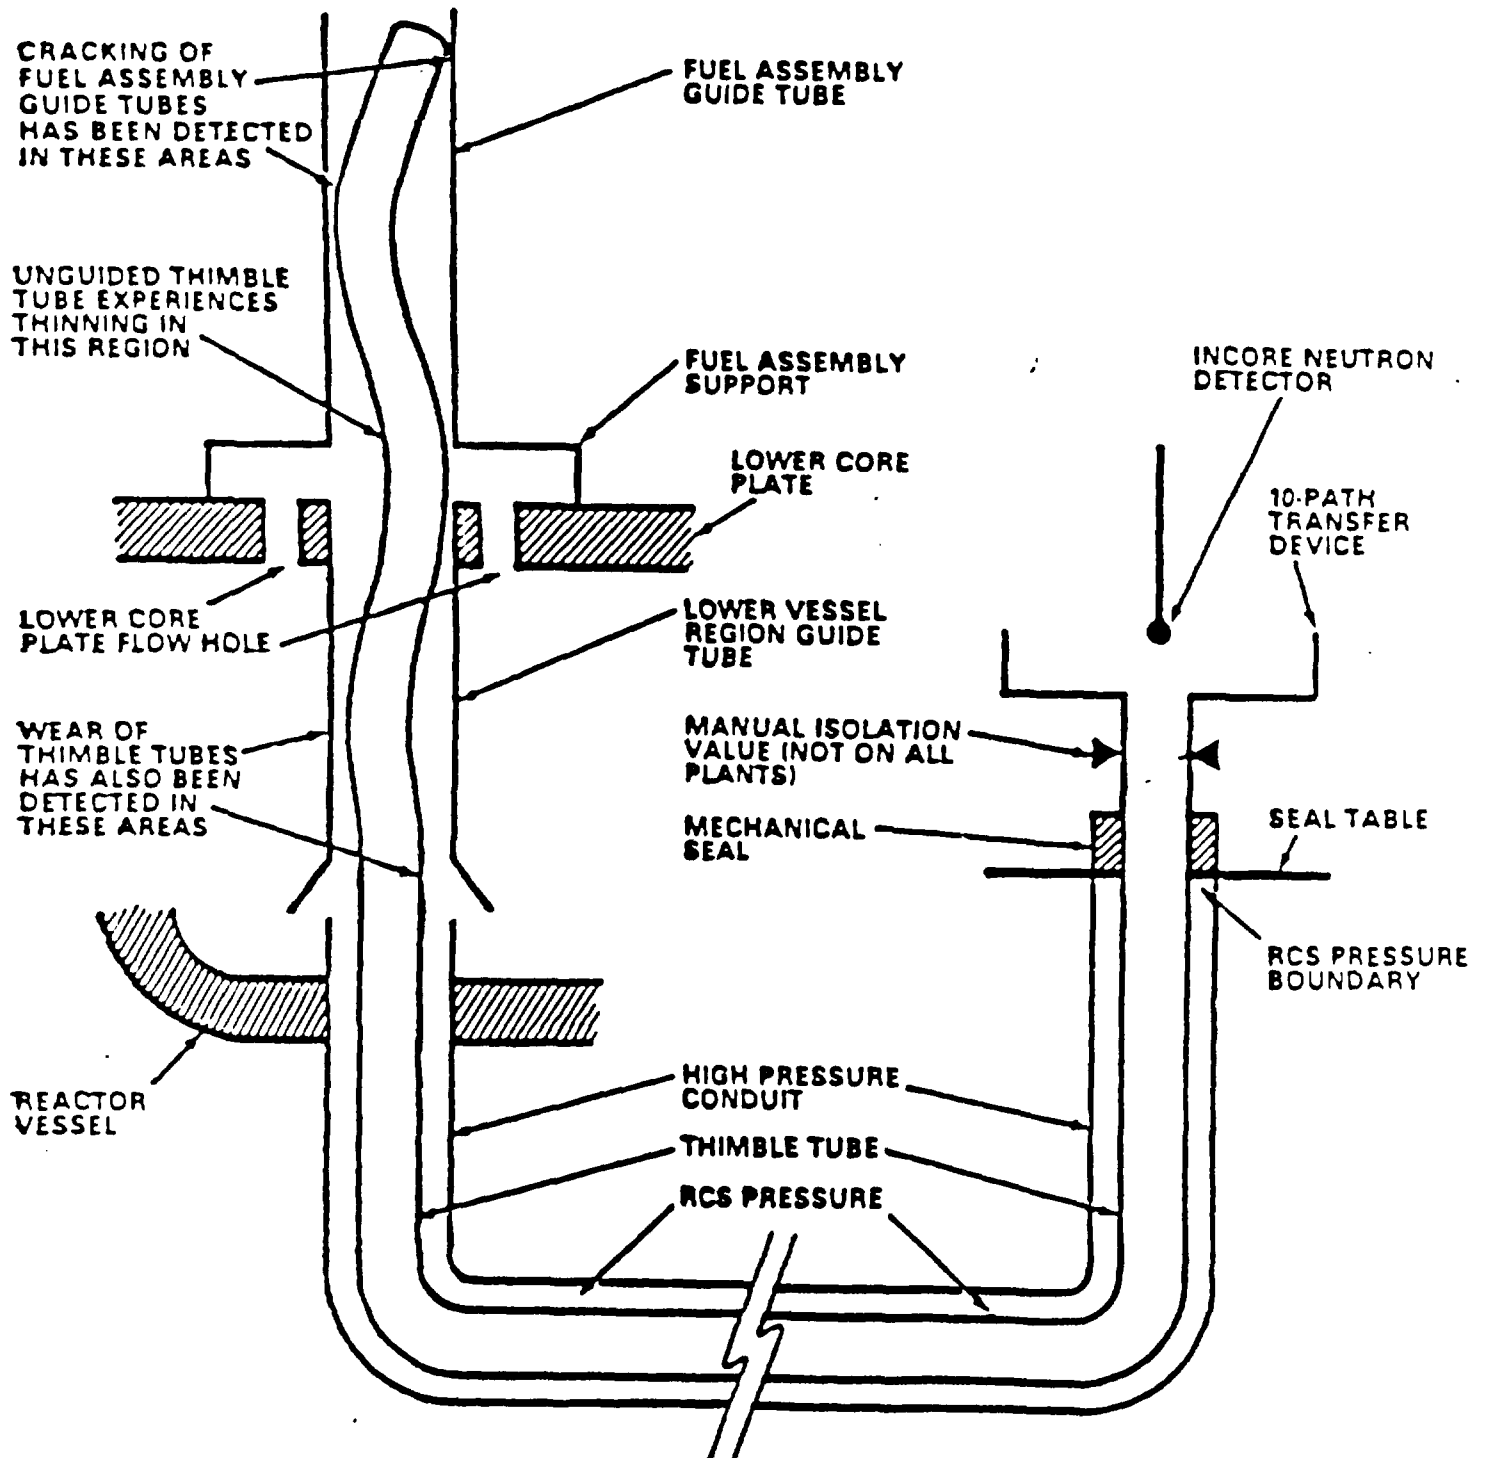 CRACKING OF
FUEL ASSEMBLY
GUIDE TUBES
HAS BEEN DETECTED
IN THESE AREAS
FUEL ASSEMBLY
GUIDE TUBE
UNGUIDED THIMBLE
TUBE EXPERIENCES
THINNING IN
THIS REGION
FUEL ASSEMBLY
SUPPORT
INCORE NEUTRON
DETECTOR
LOWER CORE
PLATE
10-PATH
TRANSFER
DEVICE
LOWER CORE
PLATE FLOW HOLE
LOWER VESSEL
REGION GUIDE
TUBE
WEAR OF
THIMBLE TUBES
HAS ALSO BEEN
DETECTED IN
THESE AREAS
MANUAL ISOLATION
VALUE (NOT ON ALL
PLANTS)
MECHANICAL
SEAL
SEAL TABLE
RCS PRESSURE
BOUNDARY
REACTOR
VESSEL
HIGH PRESSURE
CONDUIT
THIMBLE TUBE
RCS PRESSURE